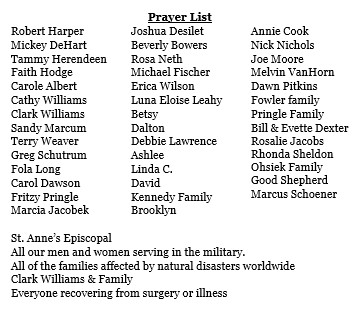 Prayer List
Robert Harper
Mickey DeHart
Tammy Herendeen
Faith Hodge
Carole Albert
Cathy Williams
Clark Williams
Sandy Marcum
Terry Weaver
Greg Schutrum
Fola Long
Carol Dawson
Fritzy Pringle
Marcia Jacobek
Joshua Desilet
Beverly Bowers
Rosa Neth
Michael Fischer
Erica Wilson
Luna Eloise Leahy
Betsy
Dalton
Debbie Lawrence
Ashlee
Linda C.
David
Kennedy Family
Brooklyn
Annie Cook
Nick Nichols
Joe Moore
Melvin VanHorn
Dawn Pitkins
Fowler family
Pringle Family
Bill & Evette Dexter
Rosalie Jacobs
Rhonda Sheldon
Ohsiek Family
Good Shepherd
Marcus Schoener
St. Anne's Episcopal
All our men and women serving in the military.
All of the families affected by natural disasters worldwide
Clark Williams & Family
Everyone recovering from surgery or illness